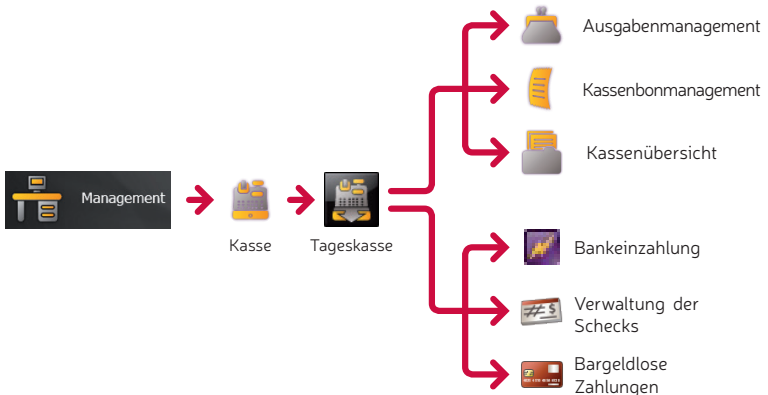 Management
Kasse
Tageskasse
Ausgabenmanagement
Kassenbonmanagement
Kassenübersicht
Bankeinzahlung
Verwaltung der
Schecks
Bargeldlose
Zahlungen